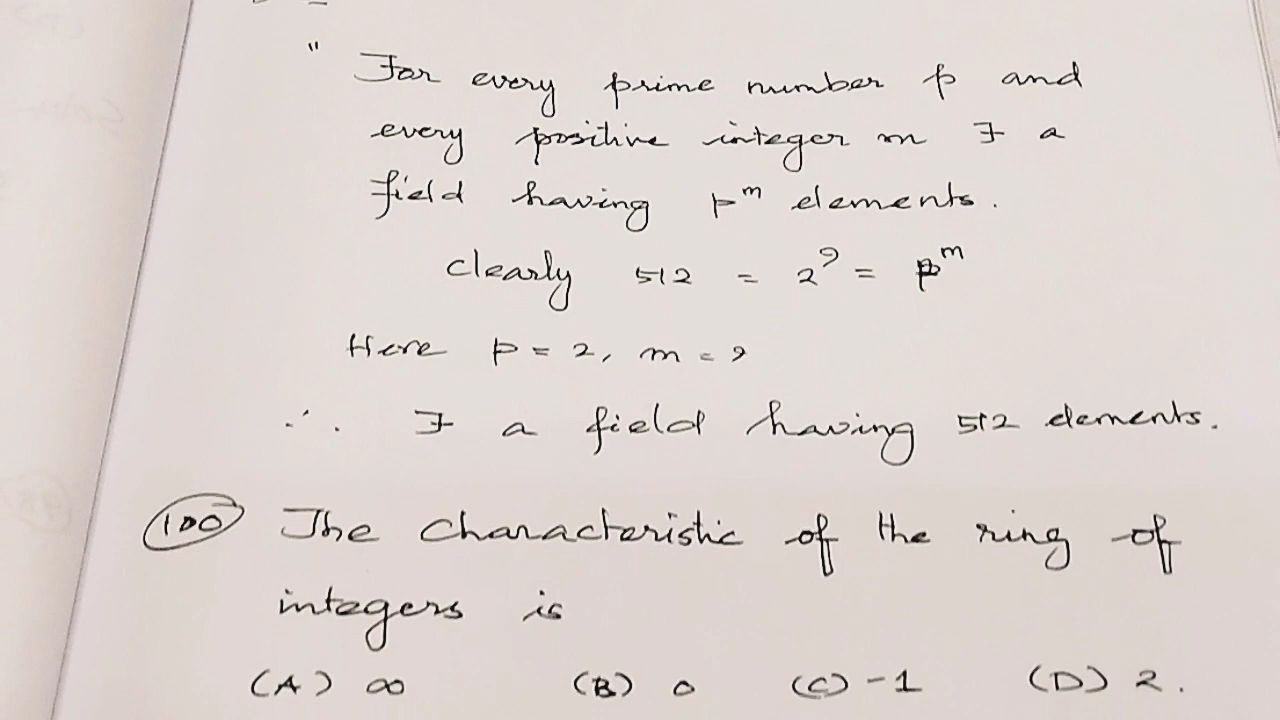 " For every prime number p and
every positive integer m ∃ a
field having p^m elements.
Clearly 512 = 2^9 = p^m
Here p = 2, m = 9
∴ ∃ a field having 512 elements.
(100) The characteristic of the ring of
integers is
(A) ∞ (B) 0 (C) -1 (D) 2.